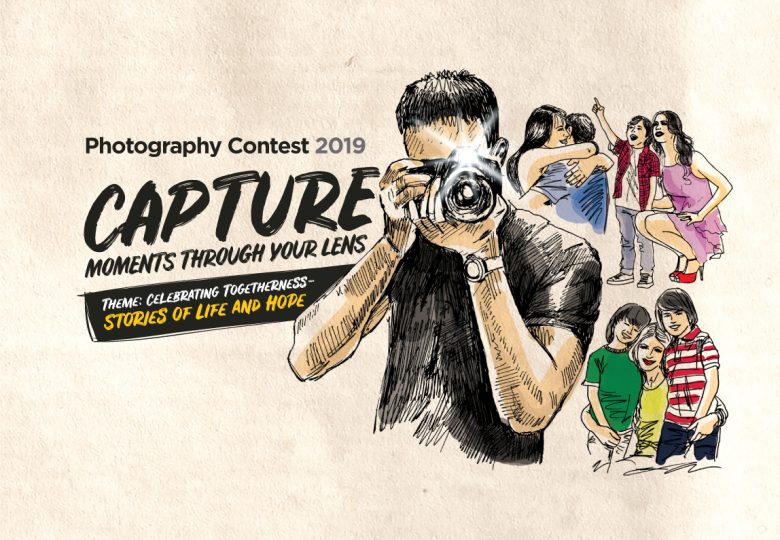 Photography Contest 2019
CAPTURE
MOMENTS THROUGH YOUR LENS
THEME: CELEBRATING TOGETHERNESS–
STORIES OF LIFE AND HOPE